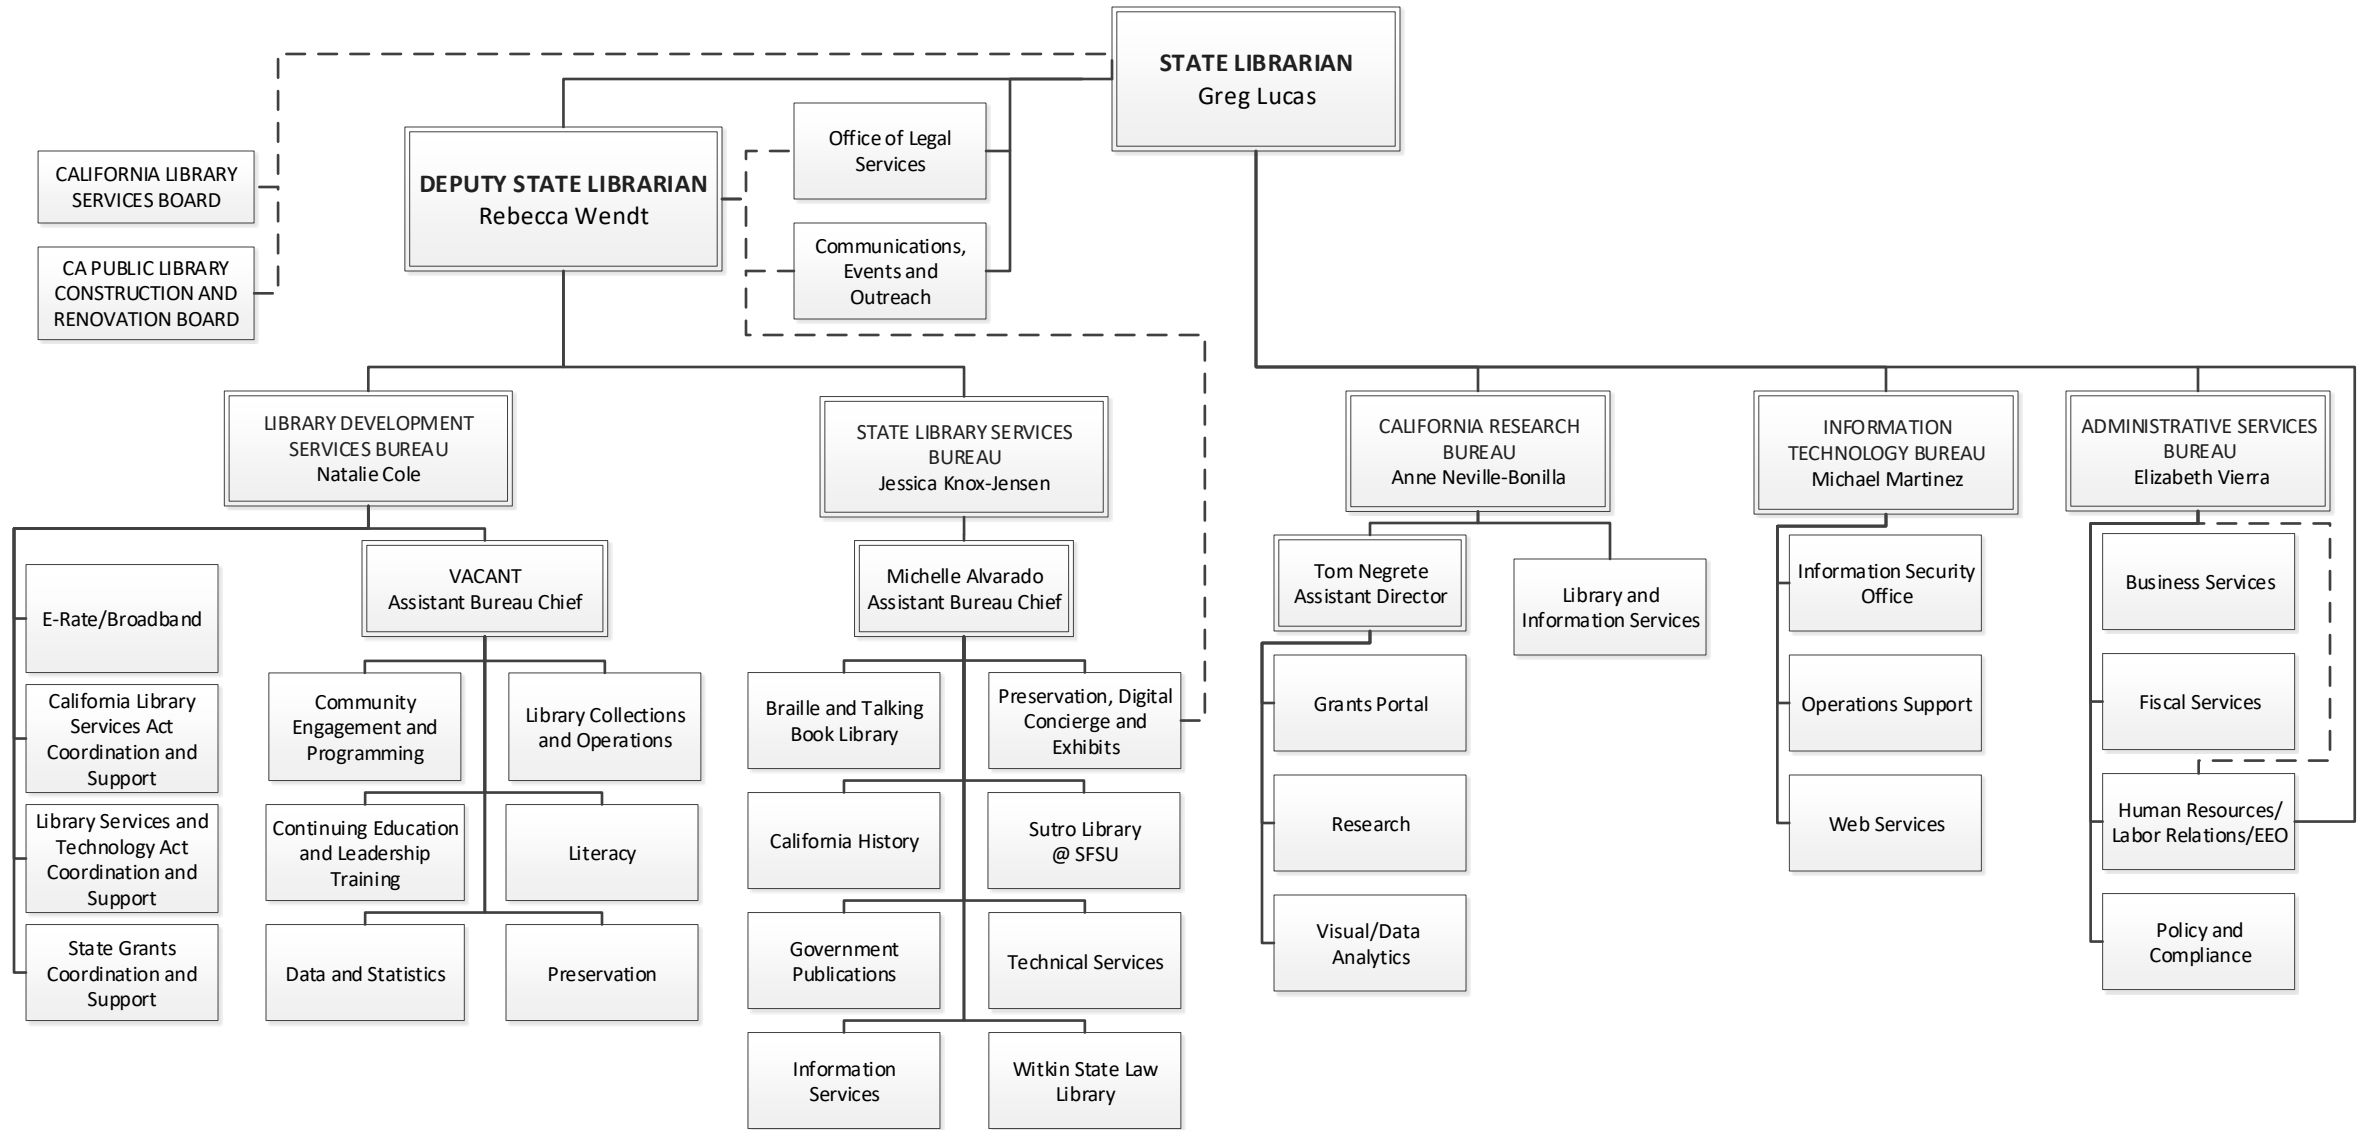 STATE LIBRARIAN
Greg Lucas
DEPUTY STATE LIBRARIAN
Rebecca Wendt
Office of Legal
Services
Communications,
Events and
Outreach
CALIFORNIA LIBRARY
SERVICES BOARD
CA PUBLIC LIBRARY
CONSTRUCTION AND
RENOVATION BOARD
LIBRARY DEVELOPMENT
SERVICES BUREAU
Natalie Cole
E-Rate/Broadband
California Library
Services Act
Coordination and
Support
Library Services and
Technology Act
Coordination and
Support
State Grants
Coordination and
Support
VACANT
Assistant Bureau Chief
Community
Engagement and
Programming
Library Collections
and Operations
Continuing Education
and Leadership
Training
Literacy
Data and Statistics
Preservation
STATE LIBRARY SERVICES
BUREAU
Jessica Knox-Jensen
Michelle Alvarado
Assistant Bureau Chief
Braille and Talking
Book Library
Preservation, Digital
Concierge and
Exhibits
California History
Sutro Library
@ SFSU
Government
Publications
Technical Services
Information
Services
Witkin State Law
Library
CALIFORNIA RESEARCH
BUREAU
Anne Neville-Bonilla
Tom Negrete
Assistant Director
Library and
Information Services
Grants Portal
Research
Visual/Data
Analytics
INFORMATION
TECHNOLOGY BUREAU
Michael Martinez
Information Security
Office
Operations Support
Web Services
ADMINISTRATIVE SERVICES
BUREAU
Elizabeth Vierra
Business Services
Fiscal Services
Human Resources/
Labor Relations/EEO
Policy and
Compliance